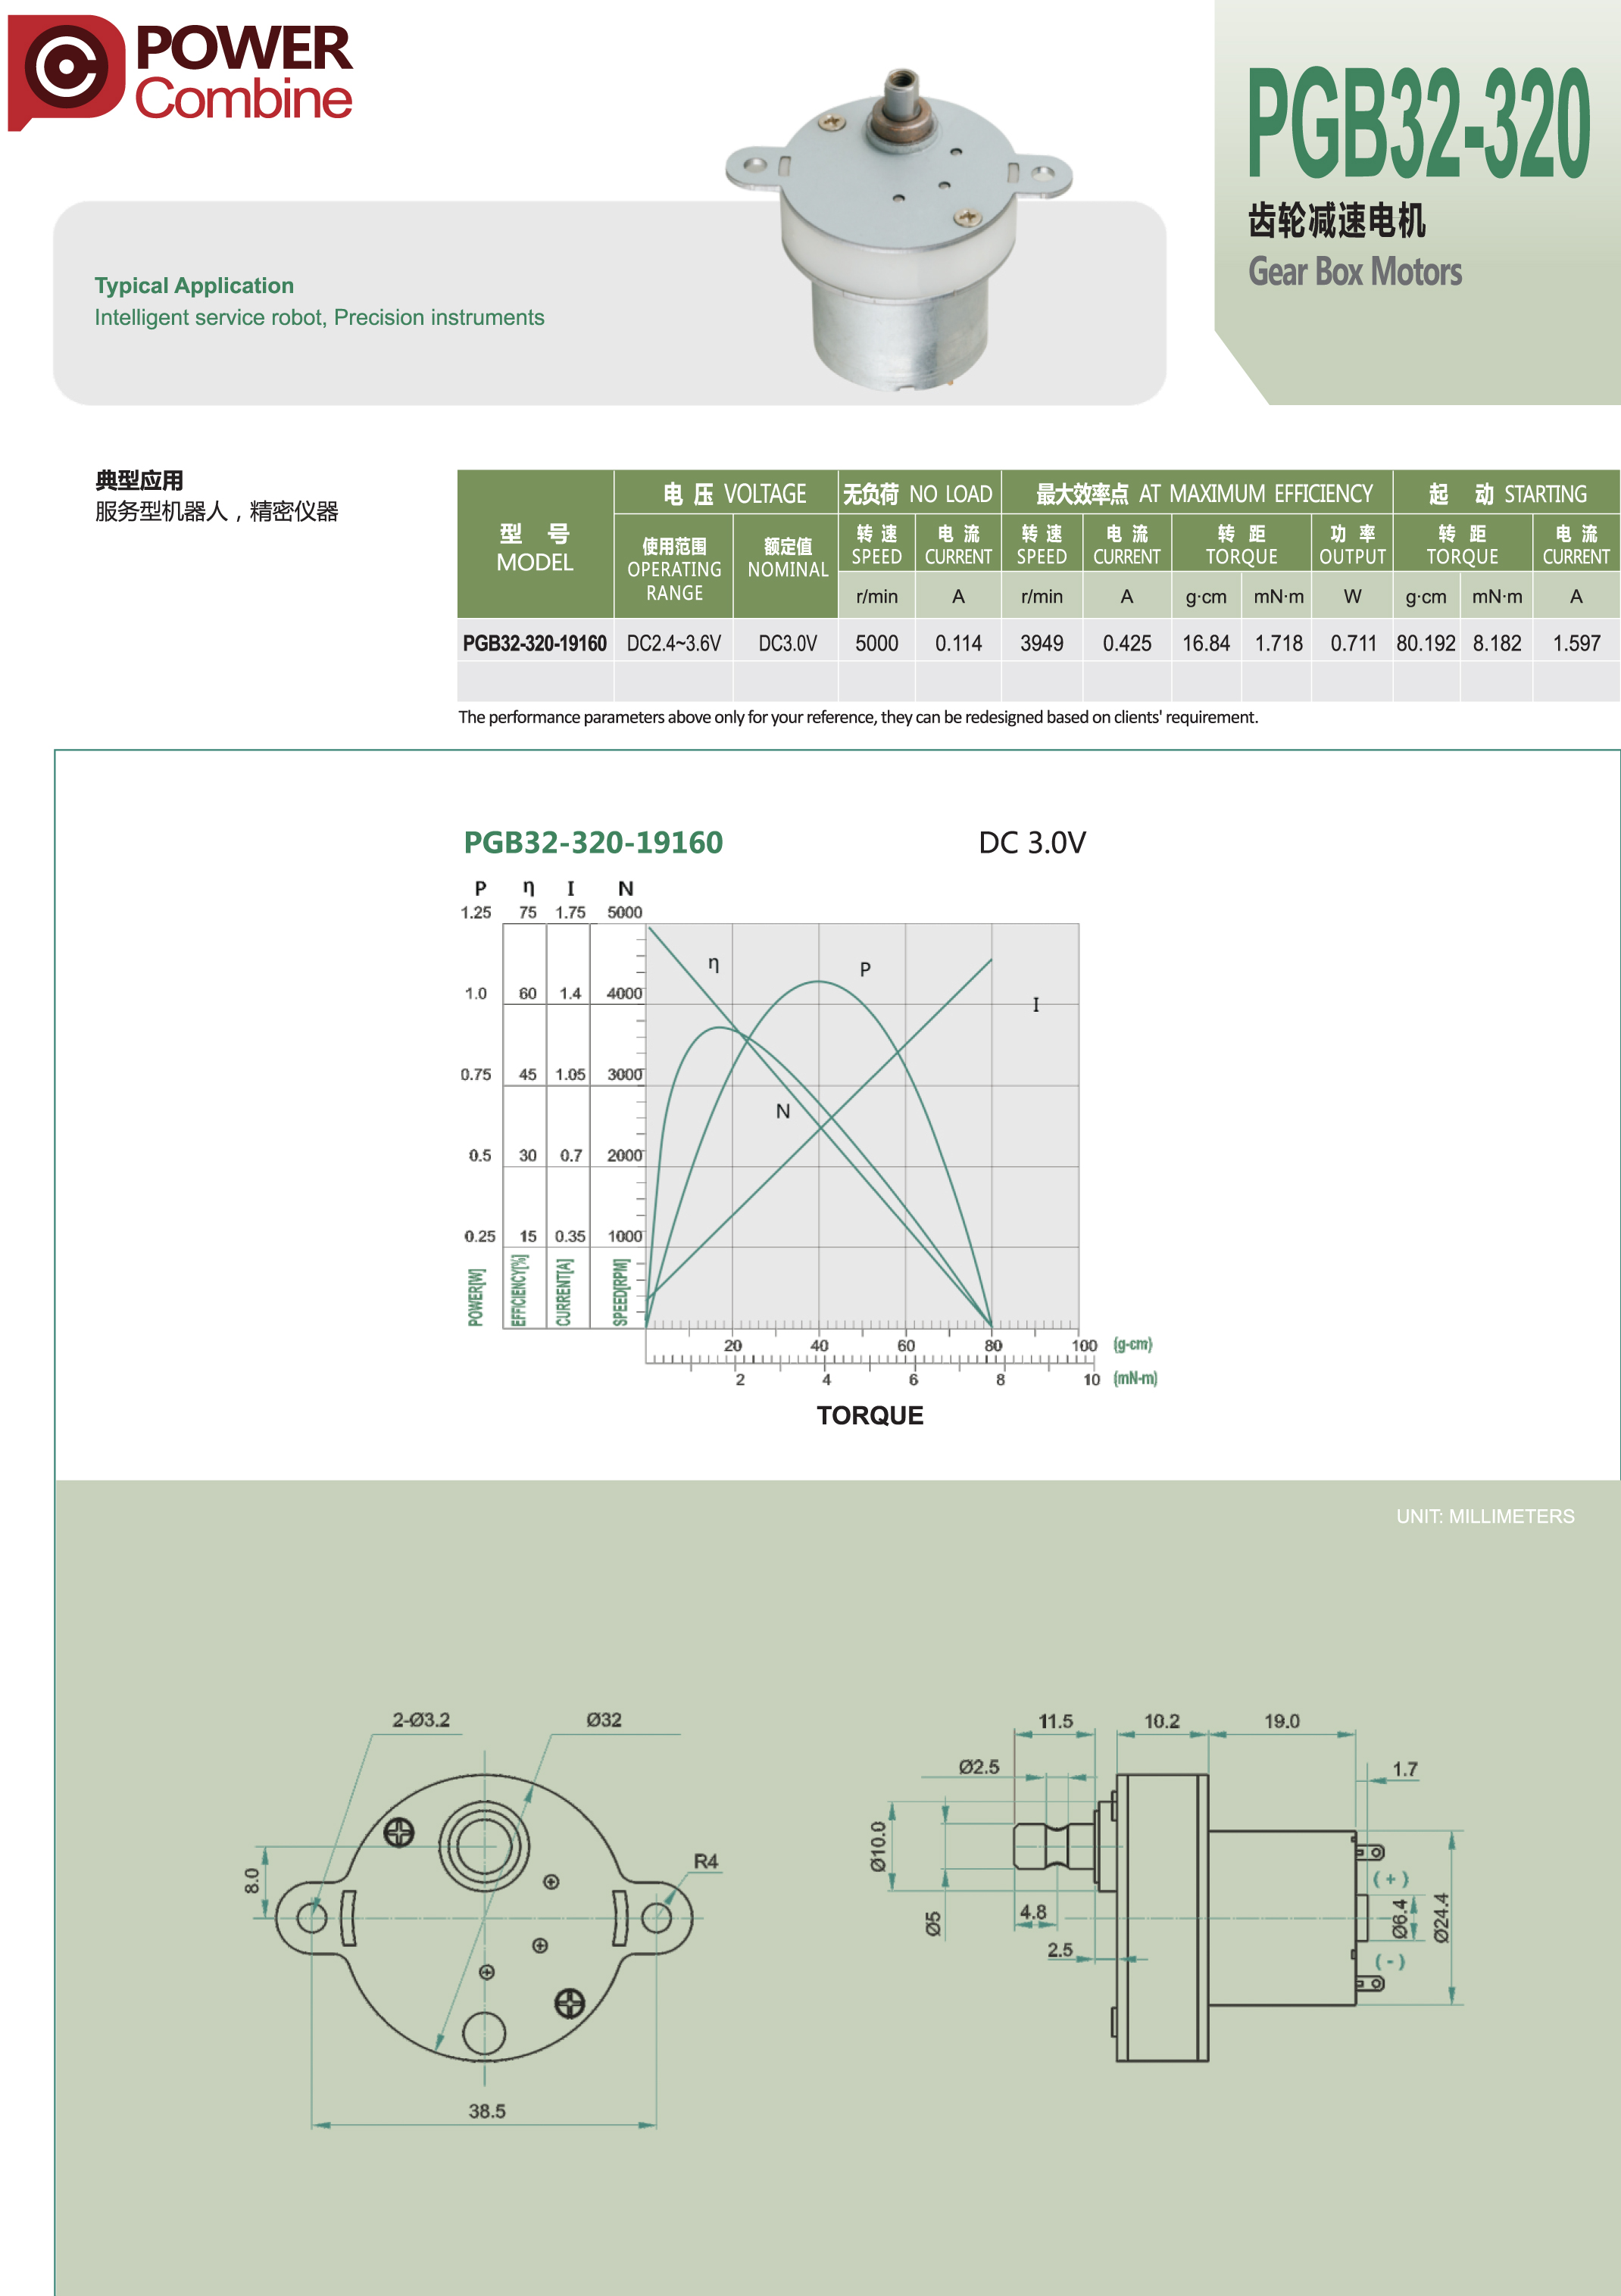 POWER
Combine
PGB32-320
齿轮减速电机
Gear Box Motors
Typical Application
Intelligent service robot, Precision instruments
典型应用
服务型机器人，精密仪器
型 号 MODEL
电 压 VOLTAGE 无负荷 NO LOAD 最大效率点 AT MAXIMUM EFFICIENCY 起 动 STARTING
使用范围 OPERATING RANGE 额定值 NOMINAL 转 速 SPEED 电 流 CURRENT 转 速 SPEED 电 流 CURRENT 转 距 TORQUE 功 率 OUTPUT 转 距 TORQUE 电 流 CURRENT
r/min A r/min A g·cm mN·m W g·cm mN·m A
PGB32-320-19160 DC2.4~3.6V DC3.0V 5000 0.114 3949 0.425 16.84 1.718 0.711 80.192 8.182 1.597
The performance parameters above only for your reference, they can be redesigned based on clients' requirement.
PGB32-320-19160 DC 3.0V
P η I N
1.25 75 1.75 5000
η P
1.0 60 1.4 4000 I
0.75 45 1.05 3000
N
0.5 30 0.7 2000
0.25 15 0.35 1000
POWER[W] EFFICIENCY[%] CURRENT[A] SPEED[RPM]
20 40 60 80 100 (g-cm)
2 4 6 8 10 (mN-m)
TORQUE
UNIT: MILLIMETERS
2-Ø3.2 Ø32
8.0
R4
38.5
11.5 10.2 19.0
Ø2.5 1.7
Ø10.0
(+)
4.8 Ø5 Ø6.4 Ø24.4
2.5
(-)